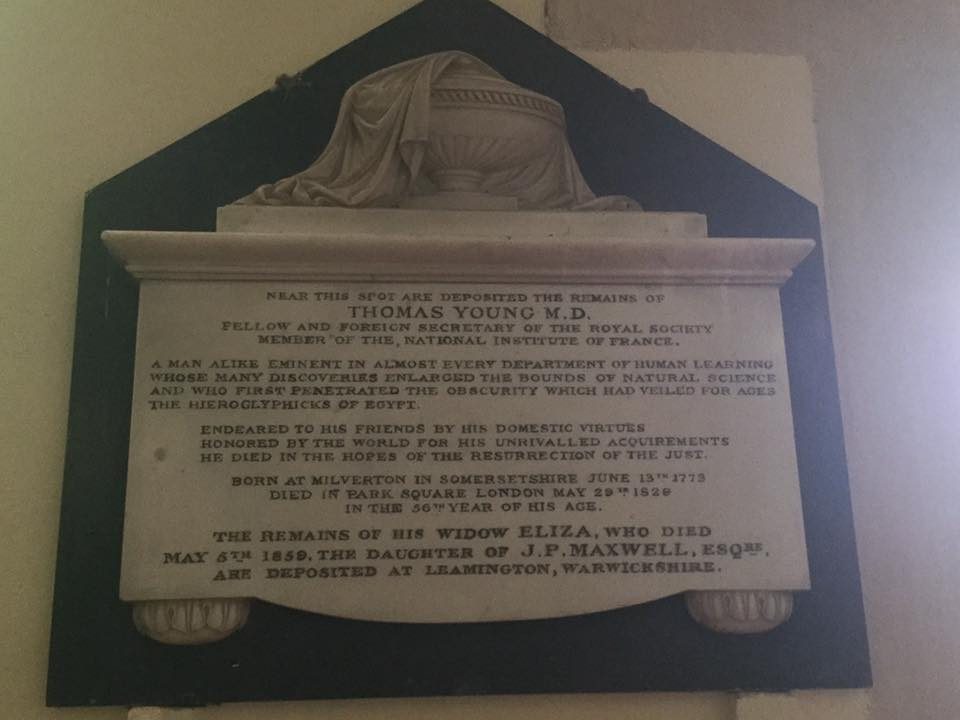 NEAR THIS SPOT ARE DEPOSITED THE REMAINS OF
THOMAS YOUNG M.D.
FELLOW AND FOREIGN SECRETARY OF THE ROYAL SOCIETY
MEMBER OF THE, NATIONAL INSTITUTE OF FRANCE.
A MAN ALIKE EMINENT IN ALMOST EVERY DEPARTMENT OF HUMAN LEARNING
WHOSE MANY DISCOVERIES ENLARGED THE BOUNDS OF NATURAL SCIENCE
AND WHO FIRST PENETRATED THE OBSCURITY WHICH HAD VEILED FOR AGES
THE HIEROGLYPHICKS OF EGYPT.
ENDEARED TO HIS FRIENDS BY HIS DOMESTIC VIRTUES
HONORED BY THE WORLD FOR HIS UNRIVALLED ACQUIREMENTS
HE DIED IN THE HOPES OF THE RESURRECTION OF THE JUST.
BORN AT MILVERTON IN SOMERSETSHIRE JUNE 13TH 1773
DIED IN PARK SQUARE LONDON MAY 29TH 1829
IN THE 56TH YEAR OF HIS AGE.
THE REMAINS OF HIS WIDOW ELIZA, WHO DIED
MAY 5TH 1859, THE DAUGHTER OF J.P. MAXWELL, ESQRE,
ARE DEPOSITED AT LEAMINGTON, WARWICKSHIRE.